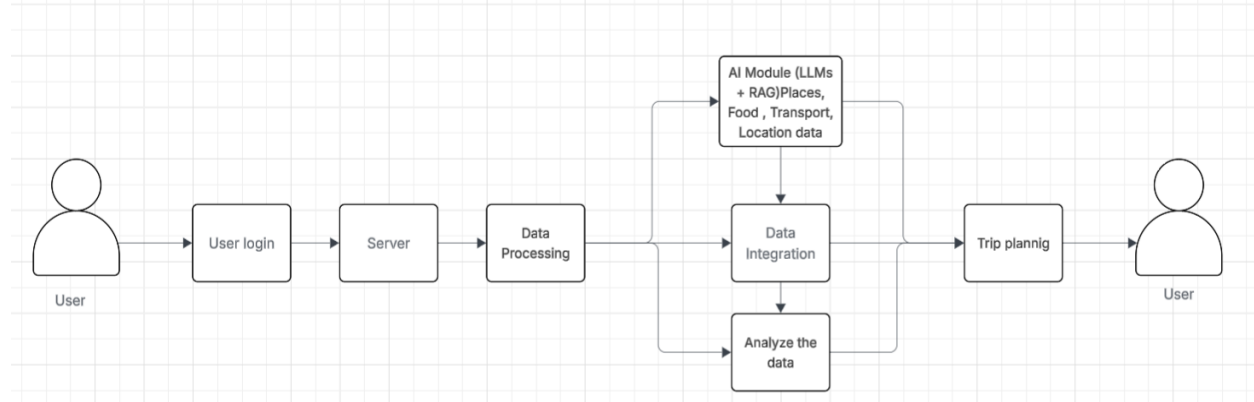 User
User login
Server
Data
Processing
AI Module (LLMs
+ RAG)Places,
Food , Transport,
Location data
Data
Integration
Analyze the
data
Trip plannig
User